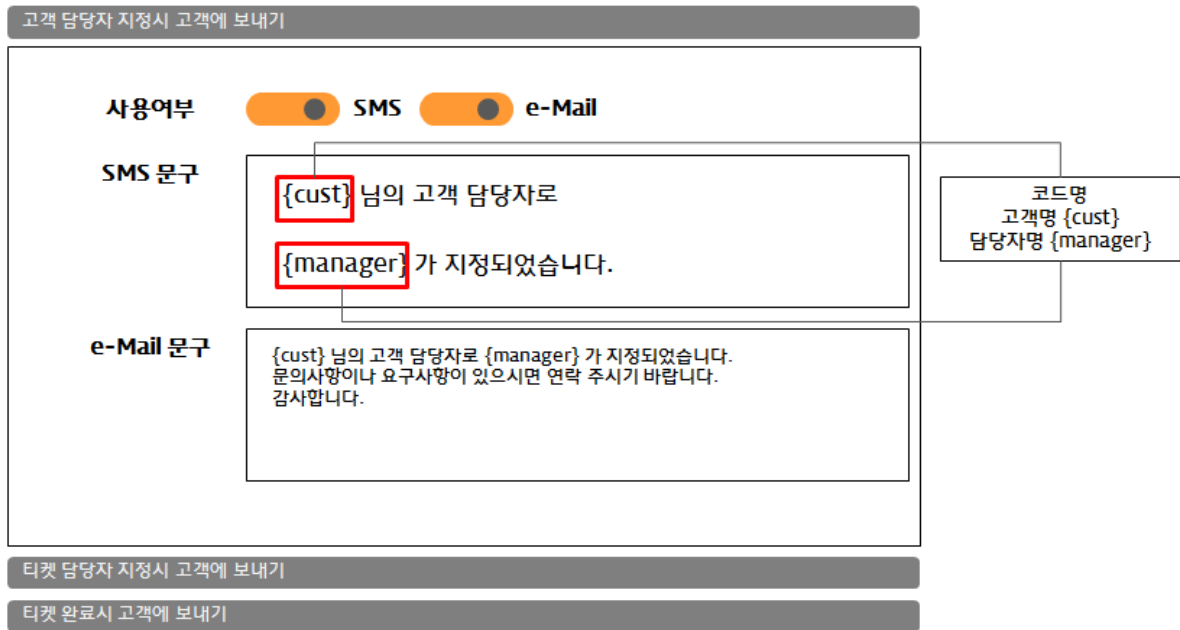 고객 담당자 지정시 고객에 보내기
사용여부 SMS e-Mail
SMS 문구
{cust} 님의 고객 담당자로
{manager} 가 지정되었습니다.
코드명
고객명 {cust}
담당자명 {manager}
e-Mail 문구
{cust} 님의 고객 담당자로 {manager} 가 지정되었습니다.
문의사항이나 요구사항이 있으시면 연락 주시기 바랍니다.
감사합니다.
티켓 담당자 지정시 고객에 보내기
티켓 완료시 고객에 보내기